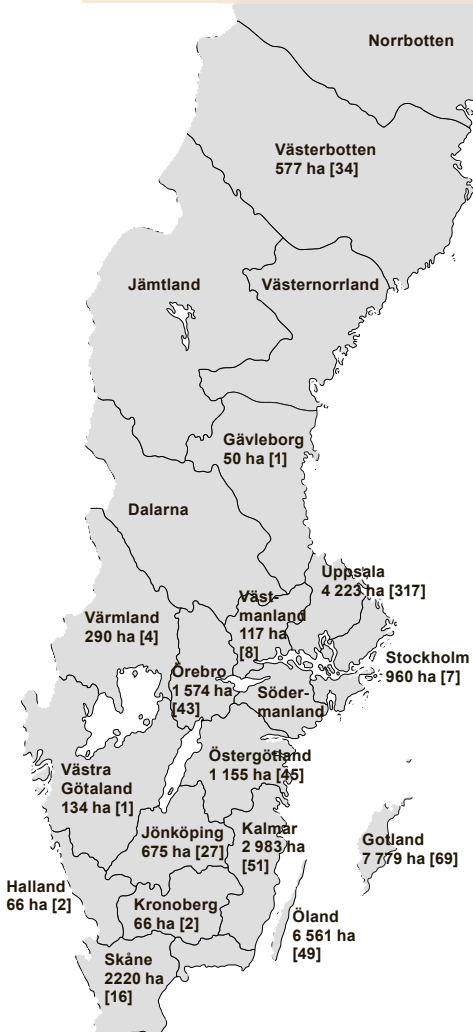 Norrbotten
Västerbotten
577 ha [34]
Jämtland
Västernorrland
Gävleborg
50 ha [1]
Dalarna
Uppsala
4 223 ha [317]
Väst-
manland
117 ha
[8]
Värmland
290 ha [4]
Stockholm
960 ha [7]
Örebro
1 574 ha
[43]
Söder-
manland
Östergötland
1 155 ha [45]
Västra
Götaland
134 ha [1]
Jönköping
675 ha [27]
Kalmar
2 983 ha
[51]
Gotland
7 779 ha [69]
Halland
66 ha [2]
Kronoberg
66 ha [2]
Öland
6 561 ha
[49]
Skåne
2220 ha
[16]